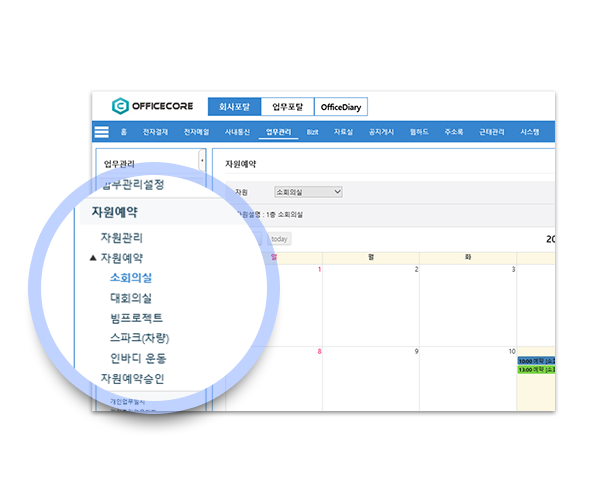 OFFICECORE 회사포탈 업무포탈 OfficeDiary
홈 전자결재 전자메일 사내통신 업무관리 Bizit 자료실 공지게시 웹하드 주소록 근태관리 시스템
업무관리
업무관리설정
자원예약
자원관리
▲ 자원예약
소회의실
대회의실
빔프로젝트
스파크(차량)
인바디 운동
자원예약승인
개인업무일지
자원예약
자원 소회의실
자원설명 : 1층 소회의실
today
20
일 월 화
1 2 3
8 9 10
10:00 예약 [소
13:00 예약 [소